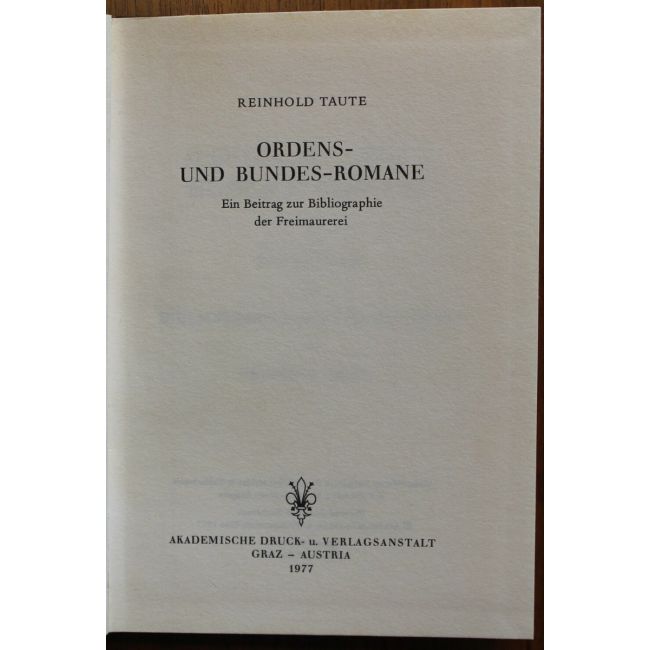 REINHOLD TAUTE
ORDENS-
UND BUNDES-ROMANE
Ein Beitrag zur Bibliographie
der Freimaurerei
AKADEMISCHE DRUCK- u. VERLAGSANSTALT
GRAZ – AUSTRIA
1977